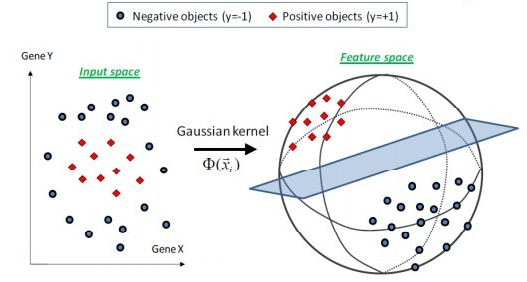 Negative objects (y=-1) Positive objects (y=+1)
Gene Y
Input space
Feature space
Gaussian kernel
Φ(x⃗ᵢ)
Gene X